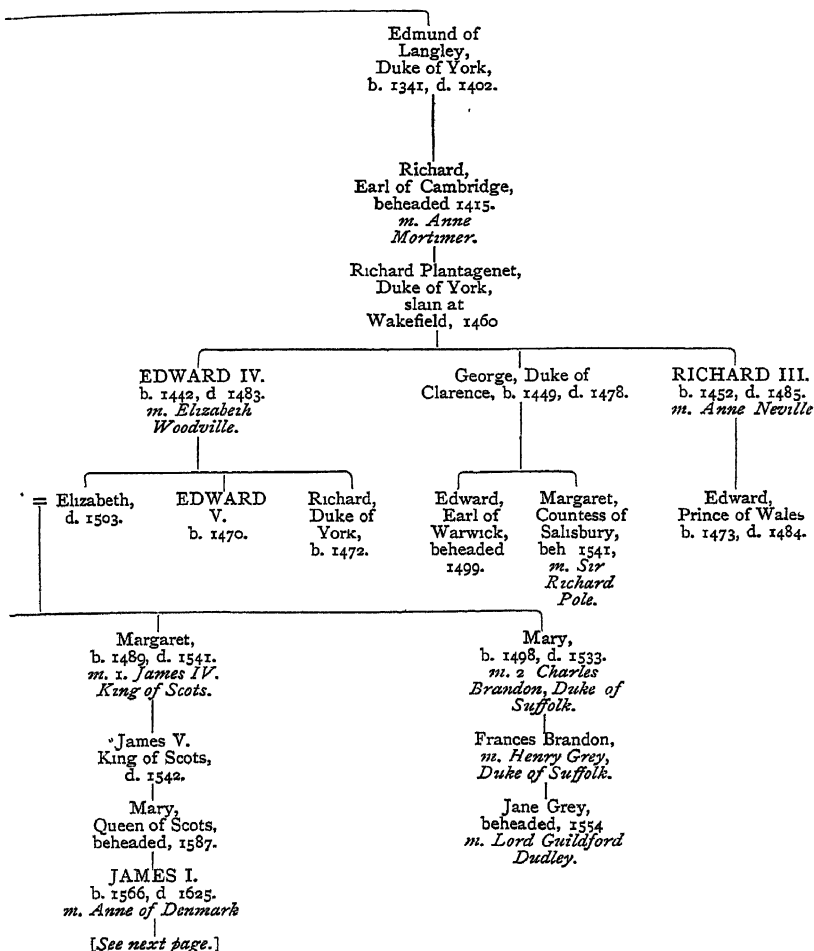 Edmund of
Langley,
Duke of York,
b. 1341, d. 1402.
Richard,
Earl of Cambridge,
beheaded 1415.
m. Anne
Mortimer.
Richard Plantagenet,
Duke of York,
slain at
Wakefield, 1460
EDWARD IV.
b. 1442, d 1483.
m. Elizabeth
Woodville.
George, Duke of
Clarence, b. 1449, d. 1478.
RICHARD III.
b. 1452, d. 1485.
m. Anne Neville
= Elizabeth,
d. 1503.
EDWARD
V.
b. 1470.
Richard,
Duke of
York,
b. 1472.
Edward,
Earl of
Warwick,
beheaded
1499.
Margaret,
Countess of
Salisbury,
beh 1541,
m. Sir
Richard
Pole.
Edward,
Prince of Wales
b. 1473, d. 1484.
Margaret,
b. 1489, d. 1541.
m. 1. James IV.
King of Scots.
James V.
King of Scots,
d. 1542.
Mary,
Queen of Scots,
beheaded, 1587.
JAMES I.
b. 1566, d 1625.
m. Anne of Denmark
[See next page.]
Mary,
b. 1498, d. 1533.
m. 2 Charles
Brandon, Duke of
Suffolk.
Frances Brandon,
m. Henry Grey,
Duke of Suffolk.
Jane Grey,
beheaded, 1554
m. Lord Guildford
Dudley.